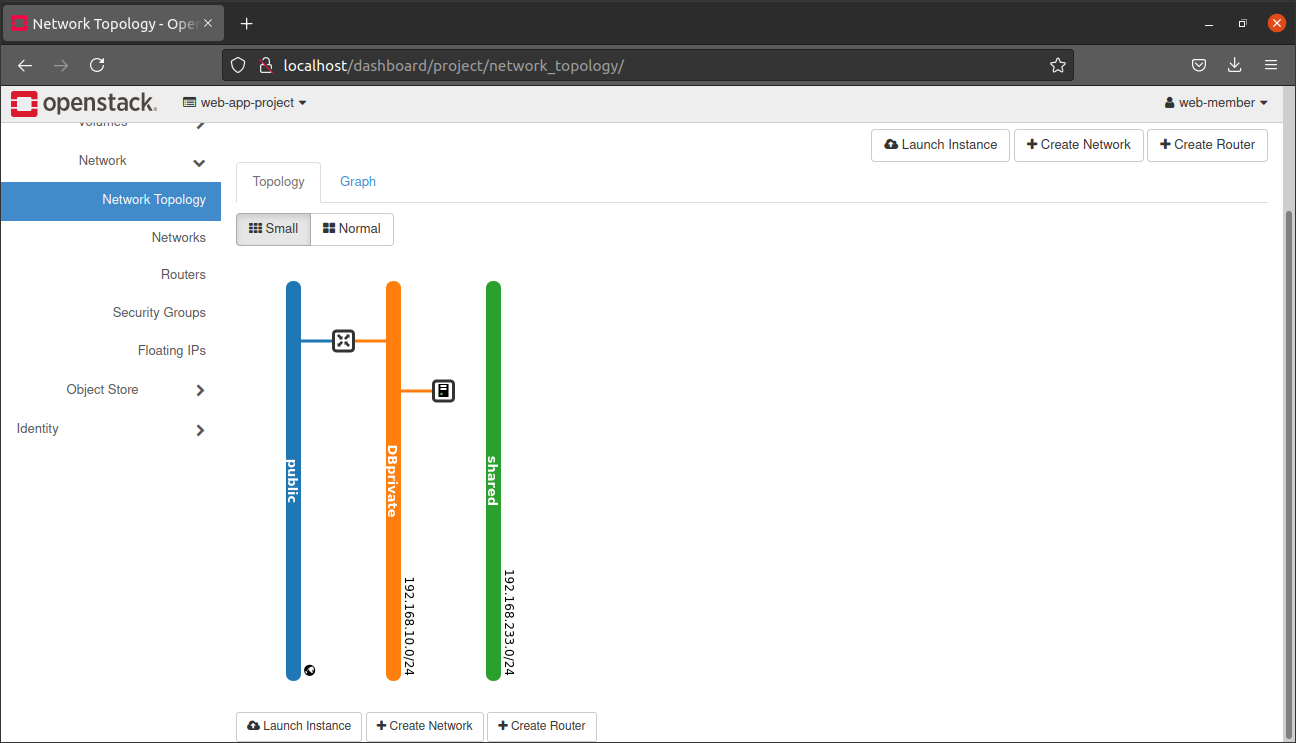 Network Topology - Open
localhost/dashboard/project/network_topology/
openstack.
web-app-project
web-member
Volumes
Network
Network Topology
Networks
Routers
Security Groups
Floating IPs
Object Store
Identity
Launch Instance
+ Create Network
+ Create Router
Topology
Graph
Small
Normal
public
DBprivate
192.168.10.0/24
shared
192.168.233.0/24
Launch Instance
+ Create Network
+ Create Router